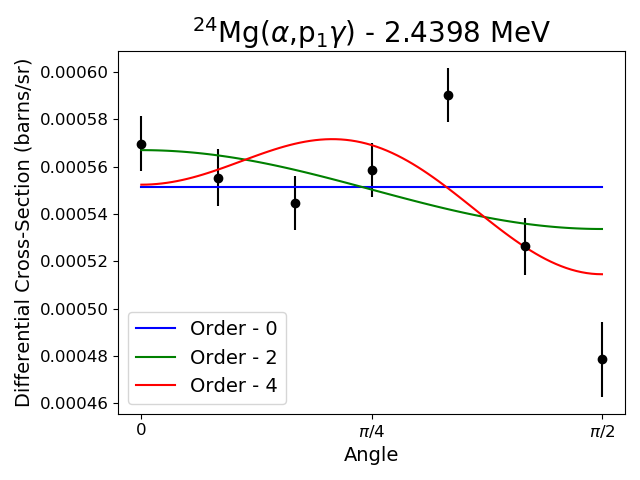 ²⁴Mg(α,p₁γ) - 2.4398 MeV
Differential Cross-Section (barns/sr)
0.00060
0.00058
0.00056
0.00054
0.00052
0.00050
0.00048
0.00046
Order - 0
Order - 2
Order - 4
0
π/4
π/2
Angle